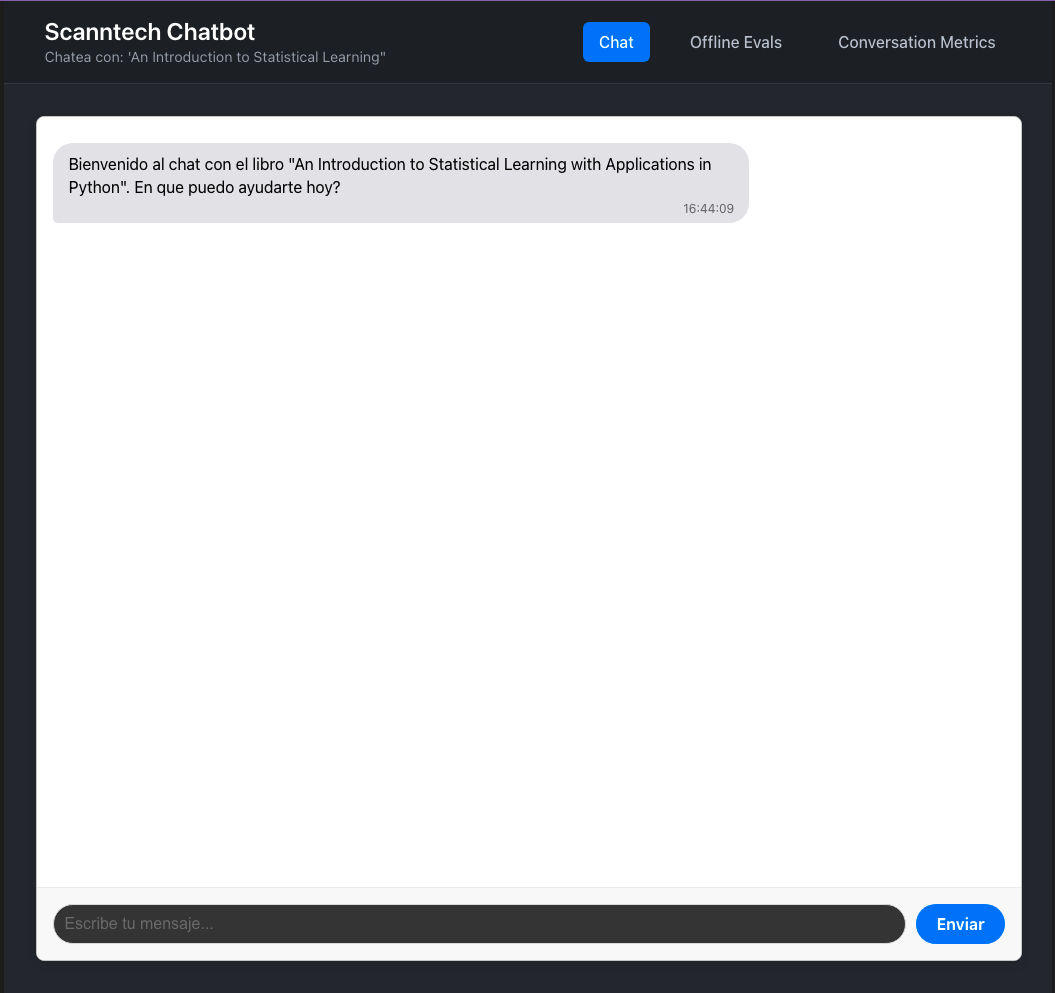 Scanntech Chatbot
Chatea con: 'An Introduction to Statistical Learning"
Chat
Offline Evals
Conversation Metrics
Bienvenido al chat con el libro "An Introduction to Statistical Learning with Applications in
Python". En que puedo ayudarte hoy?
16:44:09
Escribe tu mensaje...
Enviar